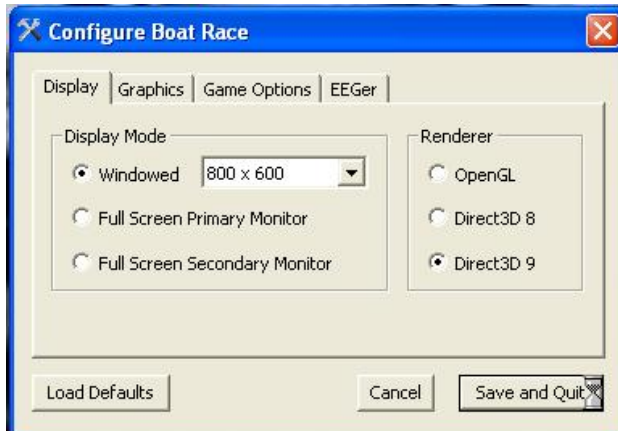 Configure Boat Race
Display Graphics Game Options EEGer
Display Mode
Windowed 800 x 600
Full Screen Primary Monitor
Full Screen Secondary Monitor
Renderer
OpenGL
Direct3D 8
Direct3D 9
Load Defaults Cancel Save and Quit